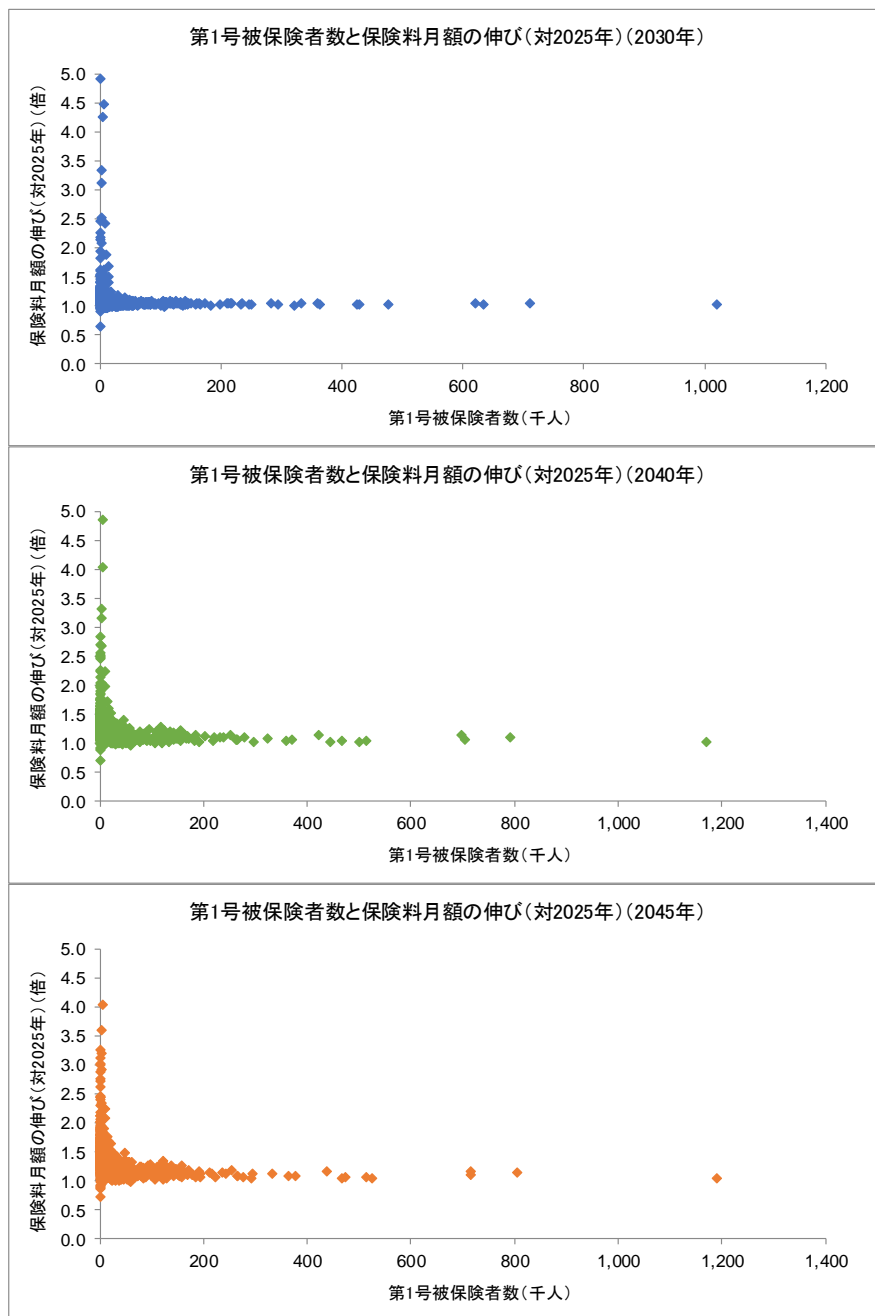 第1号被保険者数と保険料月額の伸び(対2025年)(2030年)
保険料月額の伸び(対2025年)(倍)
5.0
4.5
4.0
3.5
3.0
2.5
2.0
1.5
1.0
0.5
0.0
0 200 400 600 800 1,000 1,200
第1号被保険者数(千人)
第1号被保険者数と保険料月額の伸び(対2025年)(2040年)
保険料月額の伸び(対2025年)(倍)
5.0
4.5
4.0
3.5
3.0
2.5
2.0
1.5
1.0
0.5
0.0
0 200 400 600 800 1,000 1,200 1,400
第1号被保険者数(千人)
第1号被保険者数と保険料月額の伸び(対2025年)(2045年)
保険料月額の伸び(対2025年)(倍)
5.0
4.5
4.0
3.5
3.0
2.5
2.0
1.5
1.0
0.5
0.0
0 200 400 600 800 1,000 1,200 1,400
第1号被保険者数(千人)